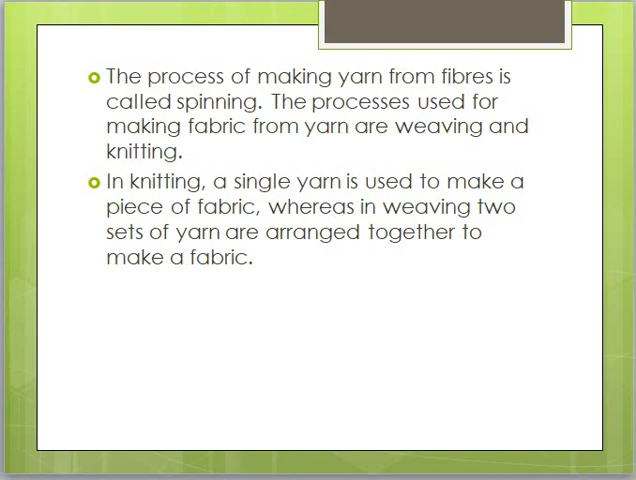 The process of making yarn from fibres is
called spinning. The processes used for
making fabric from yarn are weaving and
knitting.
In knitting, a single yarn is used to make a
piece of fabric, whereas in weaving two
sets of yarn are arranged together to
make a fabric.